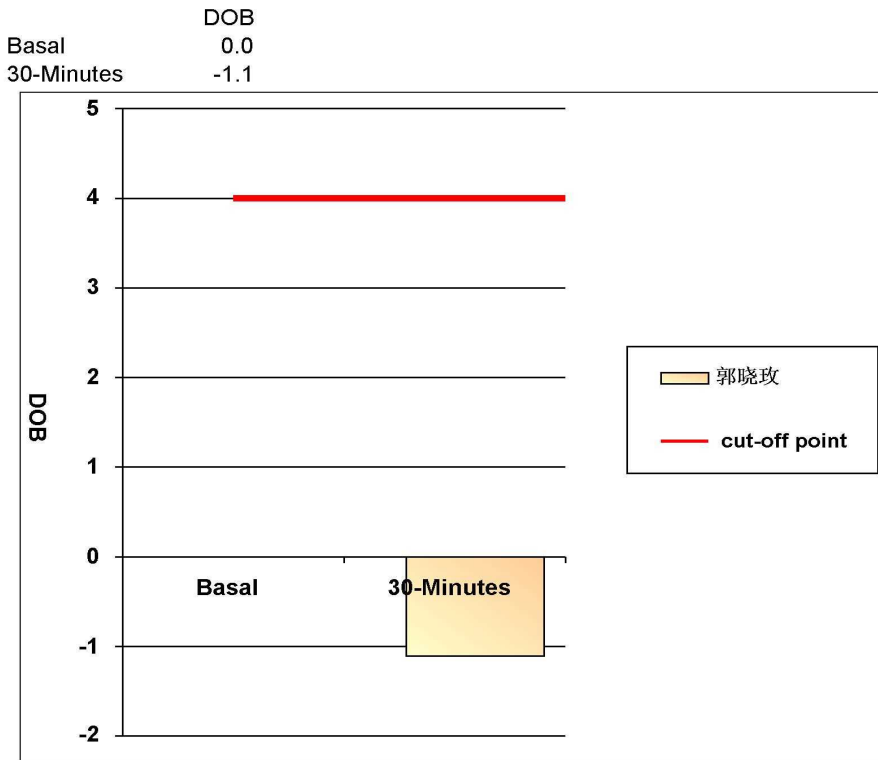 DOB
Basal 0.0
30-Minutes -1.1
5
4
3
2
1
0
-1
-2
DOB
Basal 30-Minutes
郭晓玫
cut-off point